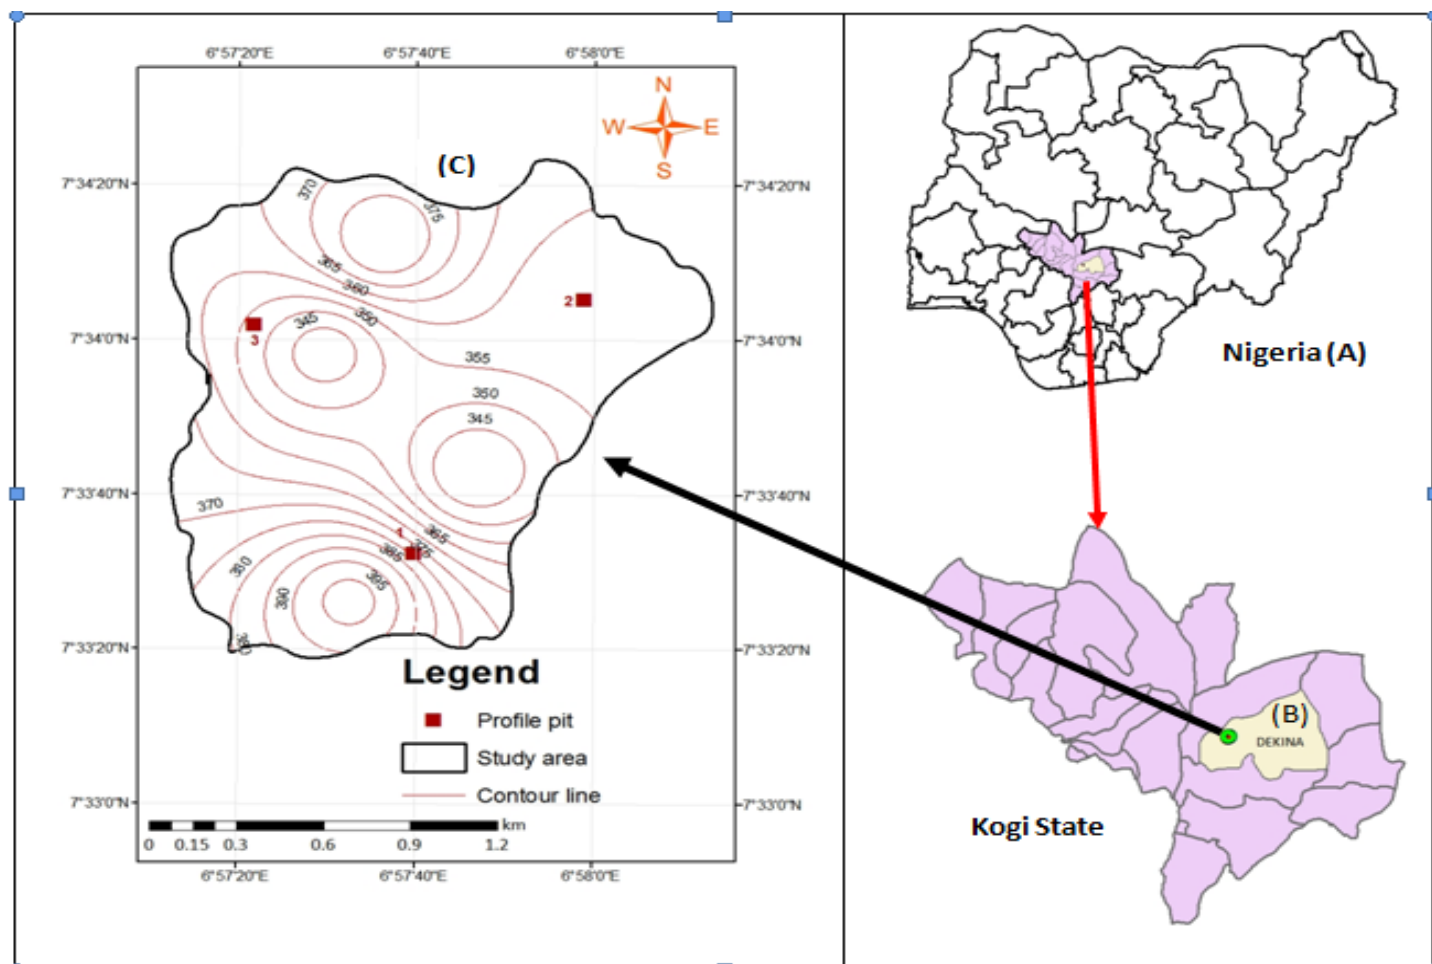 6°57'20"E 6°57'40"E 6°58'0"E
N
W E
S
(C)
7°34'20"N 7°34'20"N
370
375
365
360
350
345
2
3
7°34'0"N 7°34'0"N
355
350
345
7°33'40"N 7°33'40"N
370
1
365
375
385
380
395
390
7°33'20"N 7°33'20"N
Legend
Profile pit
Study area
Contour line
7°33'0"N 7°33'0"N
km
0 0.15 0.3 0.6 0.9 1.2
6°57'20"E 6°57'40"E 6°58'0"E
Nigeria (A)
(B)
DEKINA
Kogi State